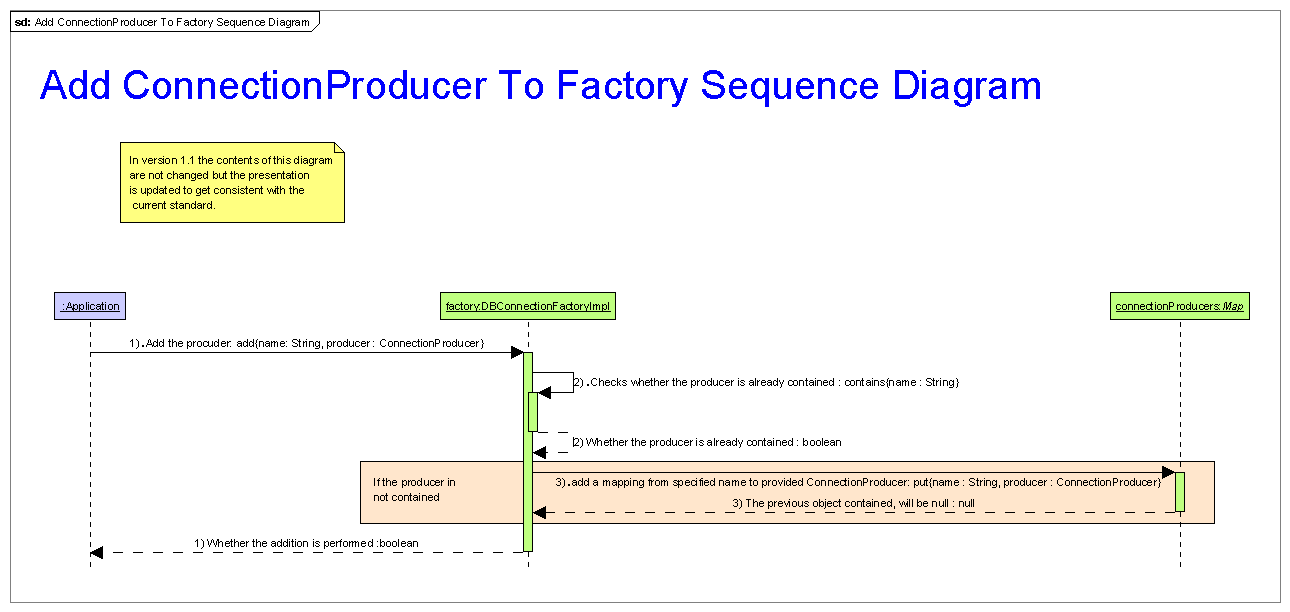 sd: Add ConnectionProducer To Factory Sequence Diagram
Add ConnectionProducer To Factory Sequence Diagram
In version 1.1 the contents of this diagram
are not changed but the presentation
is updated to get consistent with the
current standard.
:Application
factory:DBConnectionFactoryImpl
connectionProducers:Map
1).Add the procuder: add{name: String, producer : ConnectionProducer}
2).Checks whether the producer is already contained : contains{name : String}
2) Whether the producer is already contained : boolean
If the producer in
not contained
3).add a mapping from specified name to provided ConnectionProducer: put{name : String, producer : ConnectionProducer}
3) The previous object contained, will be null : null
1) Whether the addition is performed :boolean